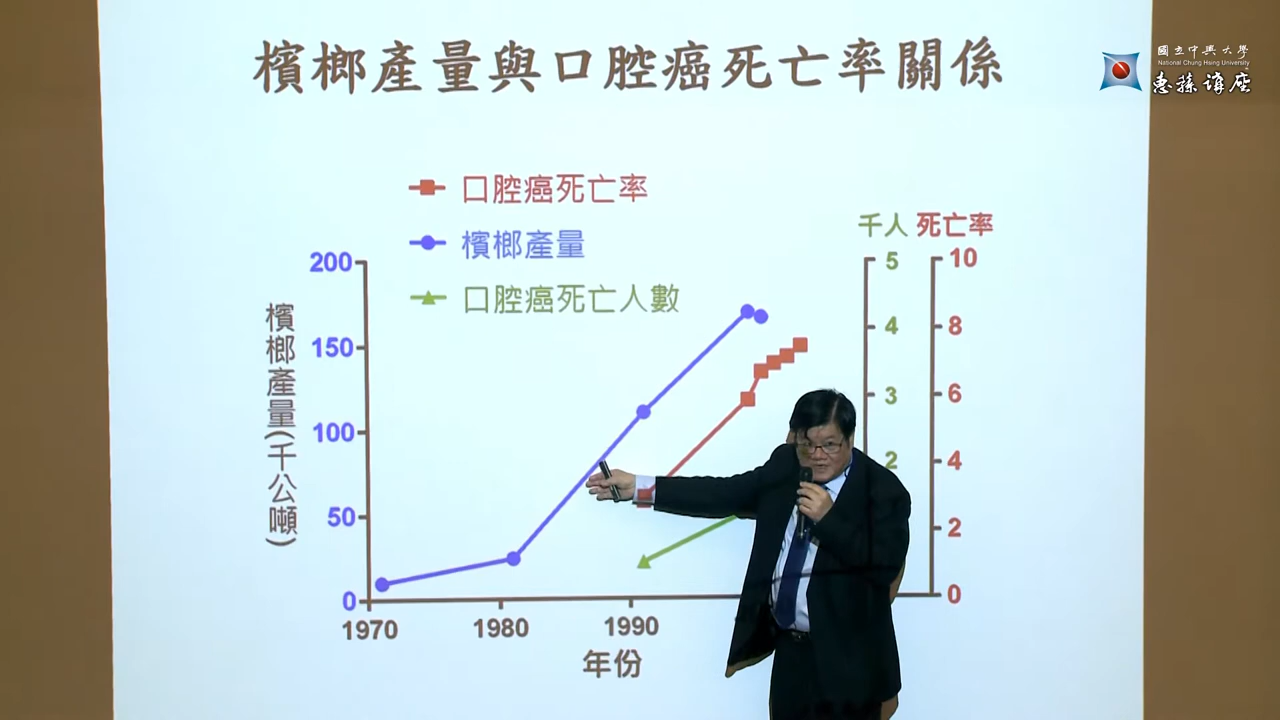 檳榔產量與口腔癌死亡率關係
國立中興大學
National Chung Hsing University
惠蓀講座
口腔癌死亡率
檳榔產量
口腔癌死亡人數
千人 死亡率
200
150
100
50
0
檳榔產量(千公噸)
5
4
3
2
10
8
6
4
2
0
1970
1980
1990
年份